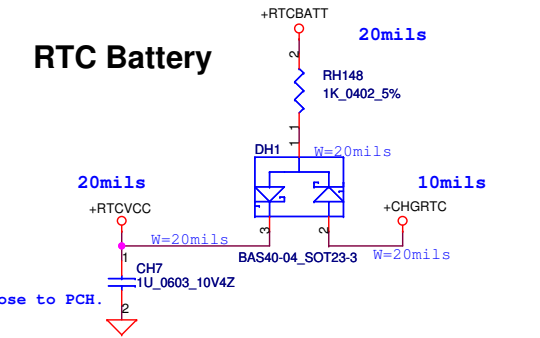 +RTCBATT
20mils
RTC Battery
2
RH148
1K_0402_5%
1
1
DH1
W=20mils
20mils
10mils
+RTCVCC
+CHGRTC
3
2
W=20mils
BAS40-04_SOT23-3
W=20mils
1
CH7
1U_0603_10V4Z
ose to PCH.
2